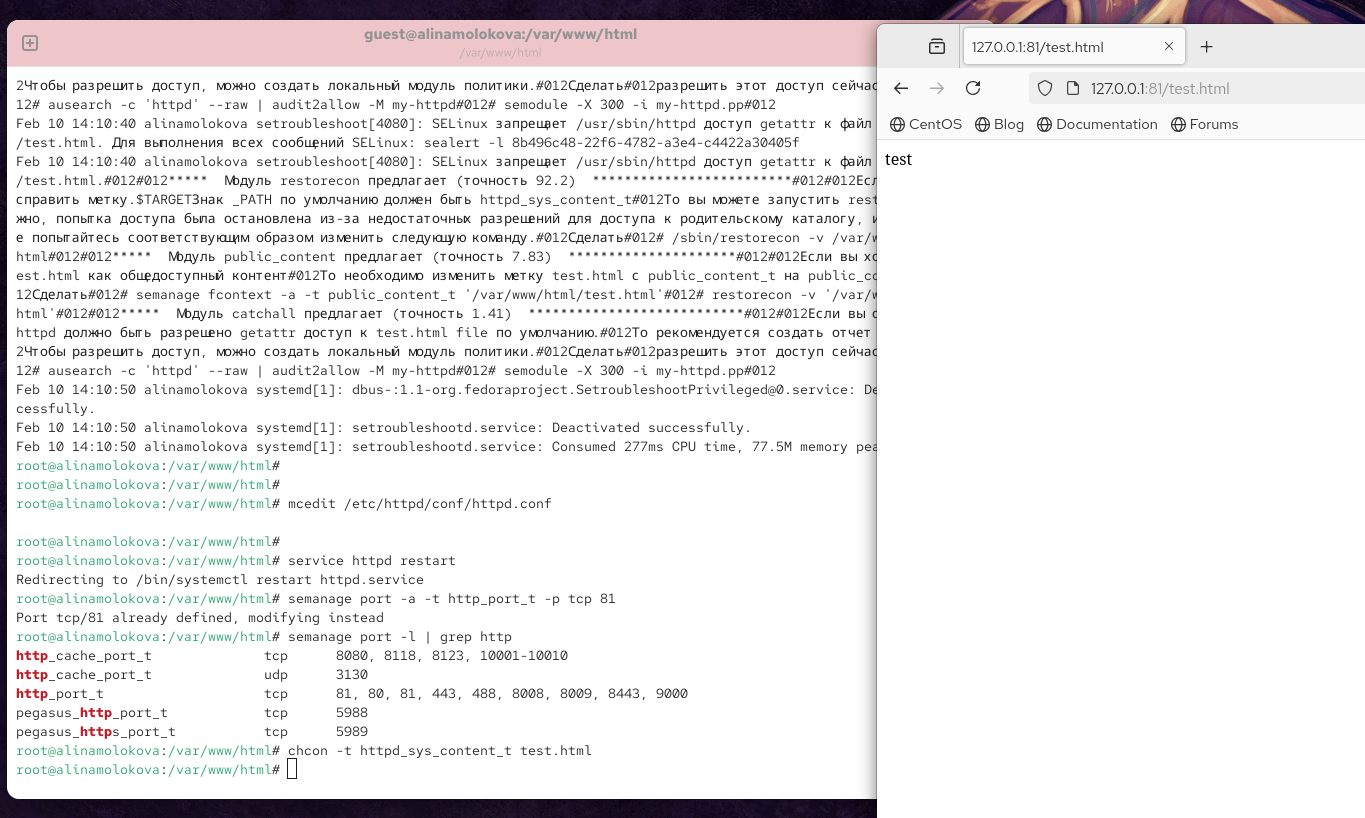 guest@alinamolokova:/var/www/html
/var/www/html
2Чтобы разрешить доступ, можно создать локальный модуль политики.#012Сделать#012разрешить этот доступ сейчас
12# ausearch -c 'httpd' --raw | audit2allow -M my-httpd#012# semodule -X 300 -i my-httpd.pp#012
Feb 10 14:10:40 alinamolokova setroubleshoot[4080]: SELinux запрещает /usr/sbin/httpd доступ getattr к файл
/test.html. Для выполнения всех сообщений SELinux: sealert -l 8b496c48-22f6-4782-a3e4-c4422a30405f
Feb 10 14:10:40 alinamolokova setroubleshoot[4080]: SELinux запрещает /usr/sbin/httpd доступ getattr к файл
/test.html.#012#012*****  Модуль restorecon предлагает (точность 92.2)  *************************#012#012Есл
справить метку.$TARGETЗнак _PATH по умолчанию должен быть httpd_sys_content_t#012То вы можете запустить rest
жно, попытка доступа была остановлена из-за недостаточных разрешений для доступа к родительскому каталогу, и
е попытайтесь соответствующим образом изменить следующую команду.#012Сделать#012# /sbin/restorecon -v /var/w
html#012#012*****  Модуль public_content предлагает (точность 7.83)  *********************#012#012Если вы хо
est.html как общедоступный контент#012То необходимо изменить метку test.html с public_content_t на public_co
12Сделать#012# semanage fcontext -a -t public_content_t '/var/www/html/test.html'#012# restorecon -v '/var/w
html'#012#012*****  Модуль catchall предлагает (точность 1.41)  ***************************#012#012Если вы с
httpd должно быть разрешено getattr доступ к test.html file по умолчанию.#012То рекомендуется создать отчет
2Чтобы разрешить доступ, можно создать локальный модуль политики.#012Сделать#012разрешить этот доступ сейчас
12# ausearch -c 'httpd' --raw | audit2allow -M my-httpd#012# semodule -X 300 -i my-httpd.pp#012
Feb 10 14:10:50 alinamolokova systemd[1]: dbus-:1.1-org.fedoraproject.SetroubleshootPrivileged@0.service: De
cessfully.
Feb 10 14:10:50 alinamolokova systemd[1]: setroubleshootd.service: Deactivated successfully.
Feb 10 14:10:50 alinamolokova systemd[1]: setroubleshootd.service: Consumed 277ms CPU time, 77.5M memory pea
root@alinamolokova:/var/www/html#
root@alinamolokova:/var/www/html#
root@alinamolokova:/var/www/html# mcedit /etc/httpd/conf/httpd.conf
root@alinamolokova:/var/www/html#
root@alinamolokova:/var/www/html# service httpd restart
Redirecting to /bin/systemctl restart httpd.service
root@alinamolokova:/var/www/html# semanage port -a -t http_port_t -p tcp 81
Port tcp/81 already defined, modifying instead
root@alinamolokova:/var/www/html# semanage port -l | grep http
http_cache_port_t              tcp      8080, 8118, 8123, 10001-10010
http_cache_port_t              udp      3130
http_port_t                    tcp      81, 80, 81, 443, 488, 8008, 8009, 8443, 9000
pegasus_http_port_t            tcp      5988
pegasus_https_port_t           tcp      5989
root@alinamolokova:/var/www/html# chcon -t httpd_sys_content_t test.html
root@alinamolokova:/var/www/html#
127.0.0.1:81/test.html
127.0.0.1:81/test.html
CentOS Blog Documentation Forums
test